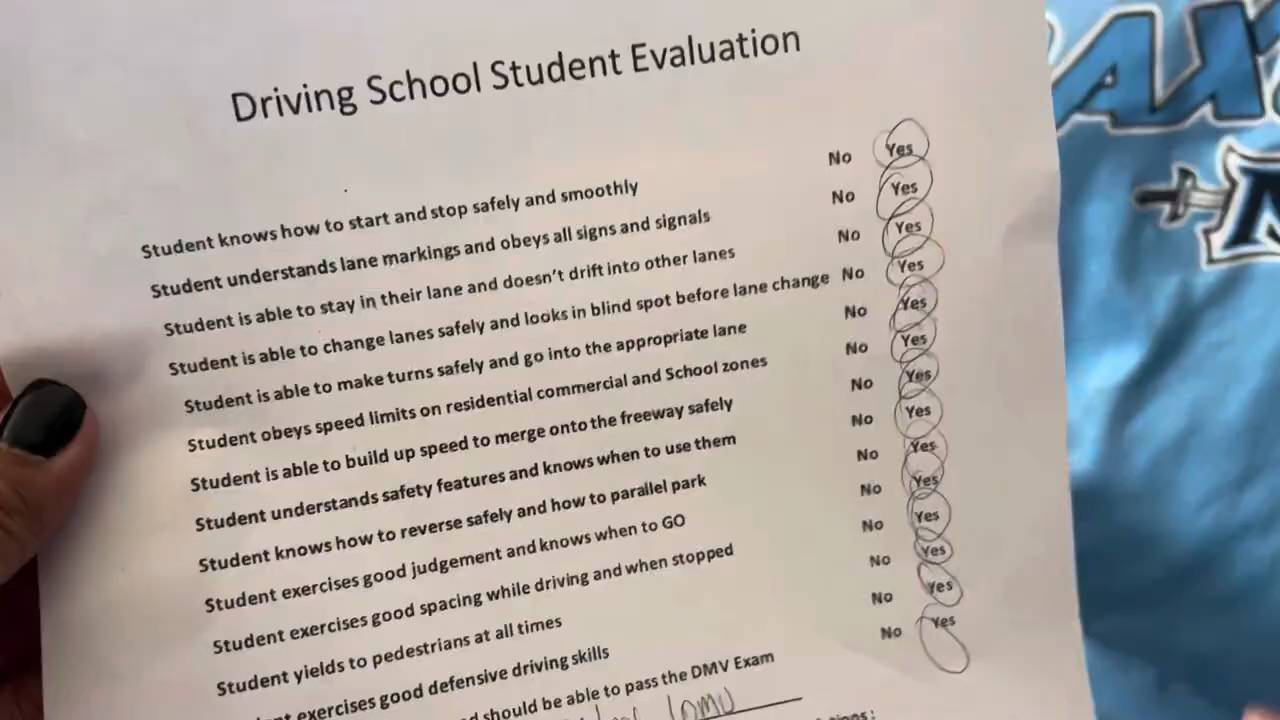 Driving School Student Evaluation
Student knows how to start and stop safely and smoothly No Yes
Student understands lane markings and obeys all signs and signals No Yes
Student is able to stay in their lane and doesn't drift into other lanes No Yes
Student is able to change lanes safely and looks in blind spot before lane change No Yes
Student is able to make turns safely and go into the appropriate lane No Yes
Student obeys speed limits on residential commercial and School zones No Yes
Student is able to build up speed to merge onto the freeway safely No Yes
Student understands safety features and knows when to use them No Yes
Student knows how to reverse safely and how to parallel park No Yes
Student exercises good judgement and knows when to GO No Yes
Student exercises good spacing while driving and when stopped No Yes
Student yields to pedestrians at all times No Yes
exercises good defensive driving skills No Yes
should be able to pass the DMV Exam No Yes